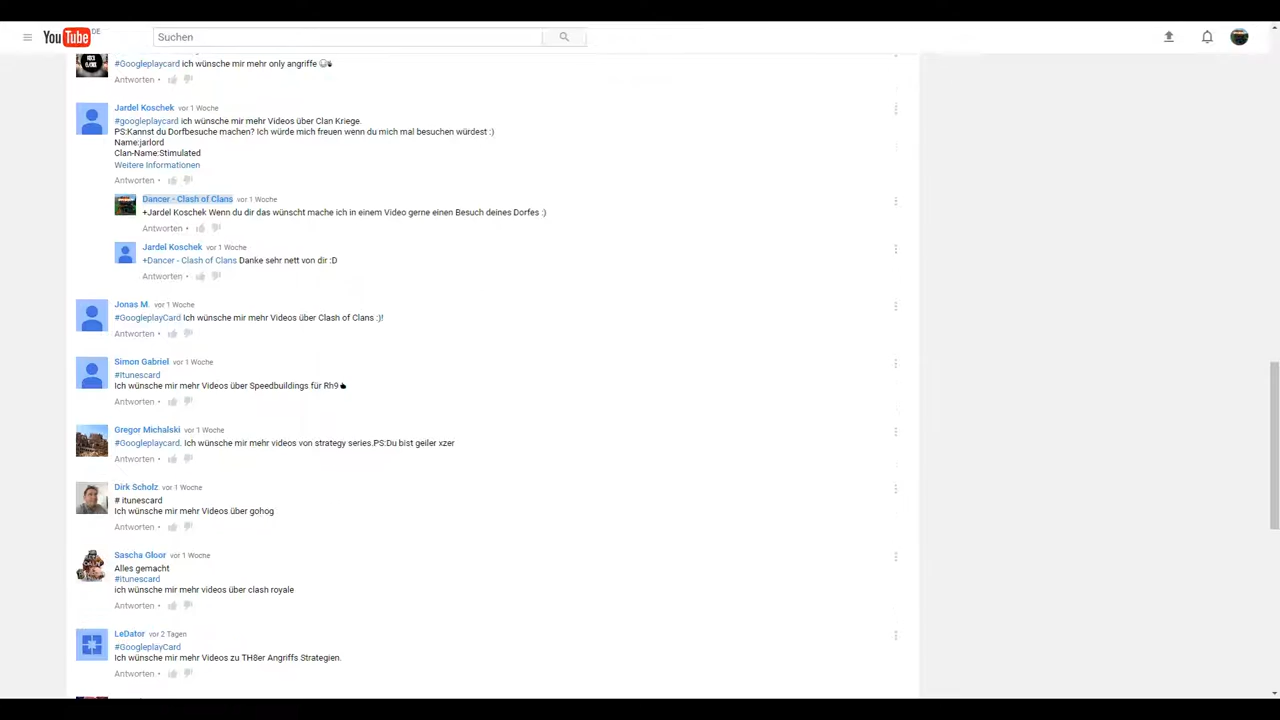 YouTube DE
Suchen
#Googleplaycard ich wünsche mir mehr only angriffe
Antworten •
Jardel Koschek vor 1 Woche
#googleplaycard ich wünsche mir mehr Videos über Clan Kriege.
PS:Kannst du Dorfbesuche machen? Ich würde mich freuen wenn du mich mal besuchen würdest :)
Name:jarlord
Clan-Name:Stimulated
Weitere Informationen
Antworten •
Dancer - Clash of Clans vor 1 Woche
+Jardel Koschek Wenn du dir das wünscht mache ich in einem Video gerne einen Besuch deines Dorfes :)
Antworten •
Jardel Koschek vor 1 Woche
+Dancer - Clash of Clans Danke sehr nett von dir :D
Antworten •
Jonas M. vor 1 Woche
#GoogleplayCard Ich wünsche mir mehr Videos über Clash of Clans :)!
Antworten •
Simon Gabriel vor 1 Woche
#Itunescard
Ich wünsche mir mehr Videos über Speedbuildings für Rh9
Antworten •
Gregor Michalski vor 1 Woche
#Googleplaycard. Ich wünsche mir mehr videos von strategy series.PS:Du bist geiler xzer
Antworten •
Dirk Scholz vor 1 Woche
# itunescard
Ich wünsche mir mehr Videos über gohog
Antworten •
Sascha Gloor vor 1 Woche
Alles gemacht
#Itunescard
ich wünsche mir mehr videos über clash royale
Antworten •
LeDator vor 2 Tagen
#GoogleplayCard
Ich wünsche mir mehr Videos zu TH8er Angriffs Strategien.
Antworten •